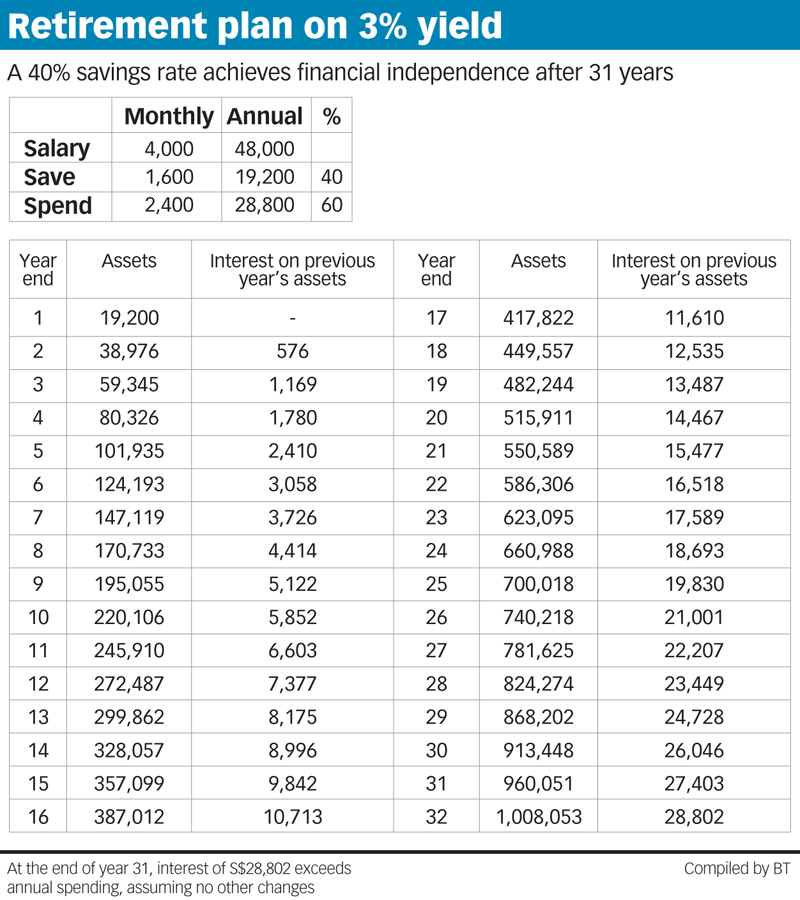 Retirement plan on 3% yield
A 40% savings rate achieves financial independence after 31 years
Monthly Annual %
Salary 4,000 48,000
Save 1,600 19,200 40
Spend 2,400 28,800 60
Year Assets Interest on previous Year Assets Interest on previous
end year's assets end year's assets
1 19,200 - 17 417,822 11,610
2 38,976 576 18 449,557 12,535
3 59,345 1,169 19 482,244 13,487
4 80,326 1,780 20 515,911 14,467
5 101,935 2,410 21 550,589 15,477
6 124,193 3,058 22 586,306 16,518
7 147,119 3,726 23 623,095 17,589
8 170,733 4,414 24 660,988 18,693
9 195,055 5,122 25 700,018 19,830
10 220,106 5,852 26 740,218 21,001
11 245,910 6,603 27 781,625 22,207
12 272,487 7,377 28 824,274 23,449
13 299,862 8,175 29 868,202 24,728
14 328,057 8,996 30 913,448 26,046
15 357,099 9,842 31 960,051 27,403
16 387,012 10,713 32 1,008,053 28,802
At the end of year 31, interest of S$28,802 exceeds Compiled by BT
annual spending, assuming no other changes